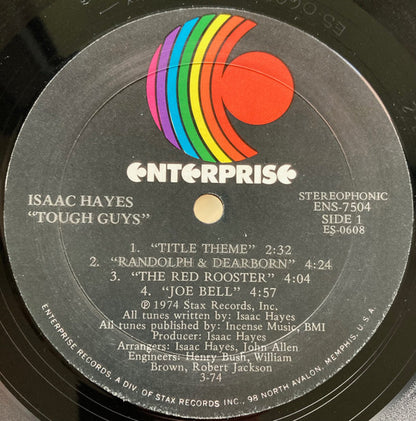 ENTERPRISE
ISAAC HAYES
"TOUGH GUYS"
STEREOPHONIC
ENS-7504
SIDE 1
ES-0608
1. "TITLE THEME" 2:32
2. "RANDOLPH & DEARBORN" 4:24
3. "THE RED ROOSTER" 4:04
4. "JOE BELL" 4:57
℗ 1974 Stax Records, Inc.
All tunes written by: Isaac Hayes
All tunes published by: Incense Music, BMI
Producer: Isaac Hayes
Arrangers: Isaac Hayes, John Allen
Engineers: Henry Bush, William
Brown, Robert Jackson
3-74
ENTERPRISE RECORDS, A DIV. OF STAX RECORDS INC., 98 NORTH AVALON, MEMPHIS, U.S.A.